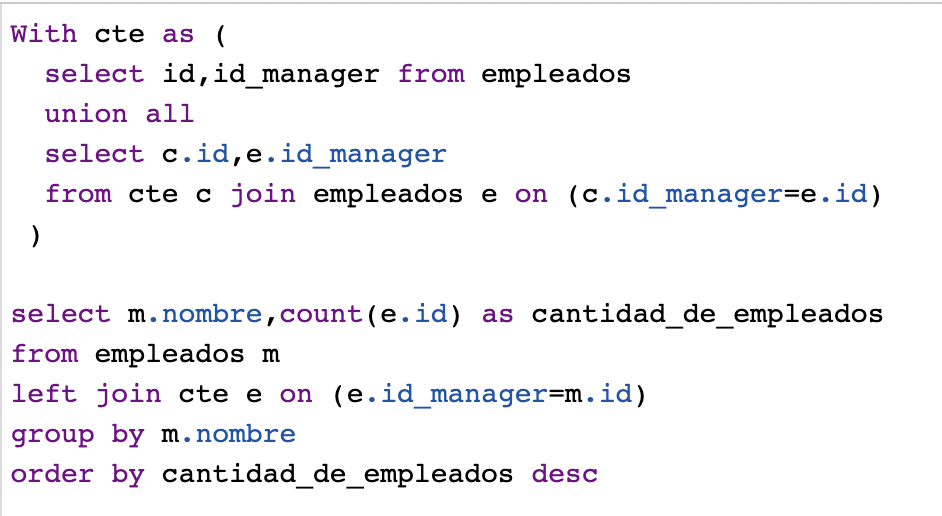 With cte as (
select id,id_manager from empleados
union all
select c.id,e.id_manager
from cte c join empleados e on (c.id_manager=e.id)
)
select m.nombre,count(e.id) as cantidad_de_empleados
from empleados m
left join cte e on (e.id_manager=m.id)
group by m.nombre
order by cantidad_de_empleados desc